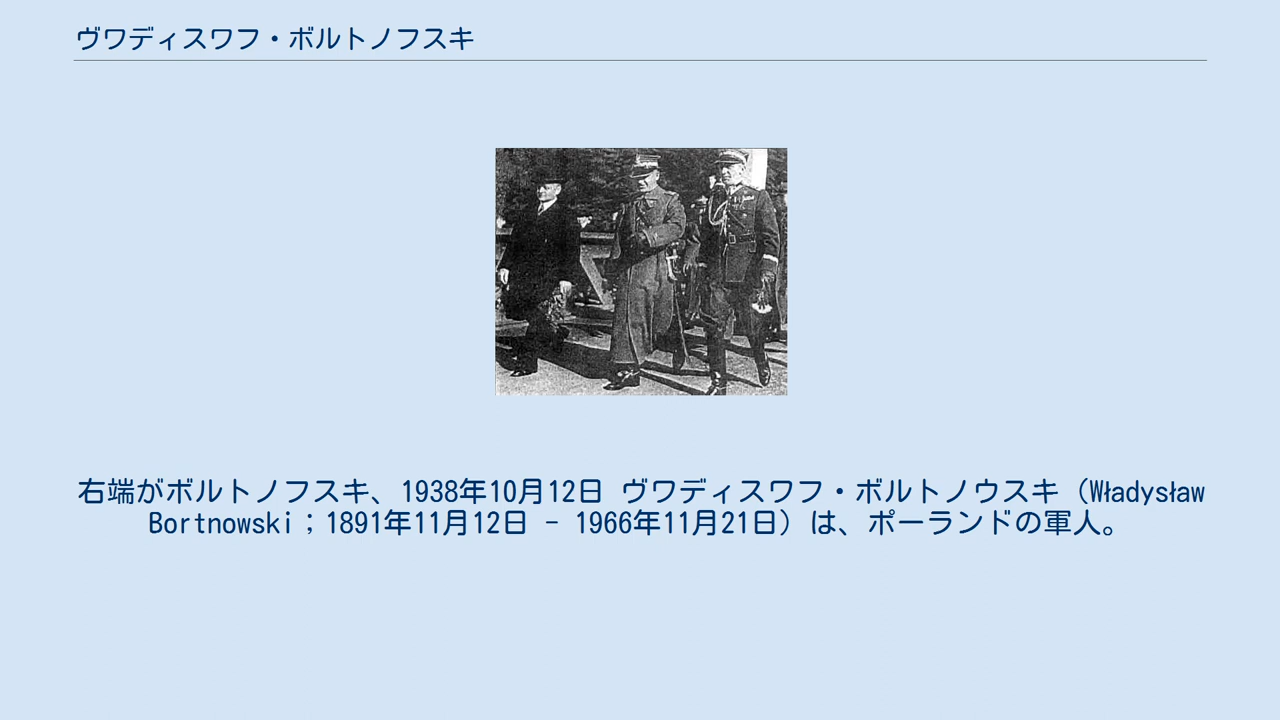 ヴワディスワフ・ボルトノフスキ
右端がボルトノフスキ、1938年10月12日 ヴワディスワフ・ボルトノウスキ（Władysław
Bortnowski；1891年11月12日 - 1966年11月21日）は、ポーランドの軍人。